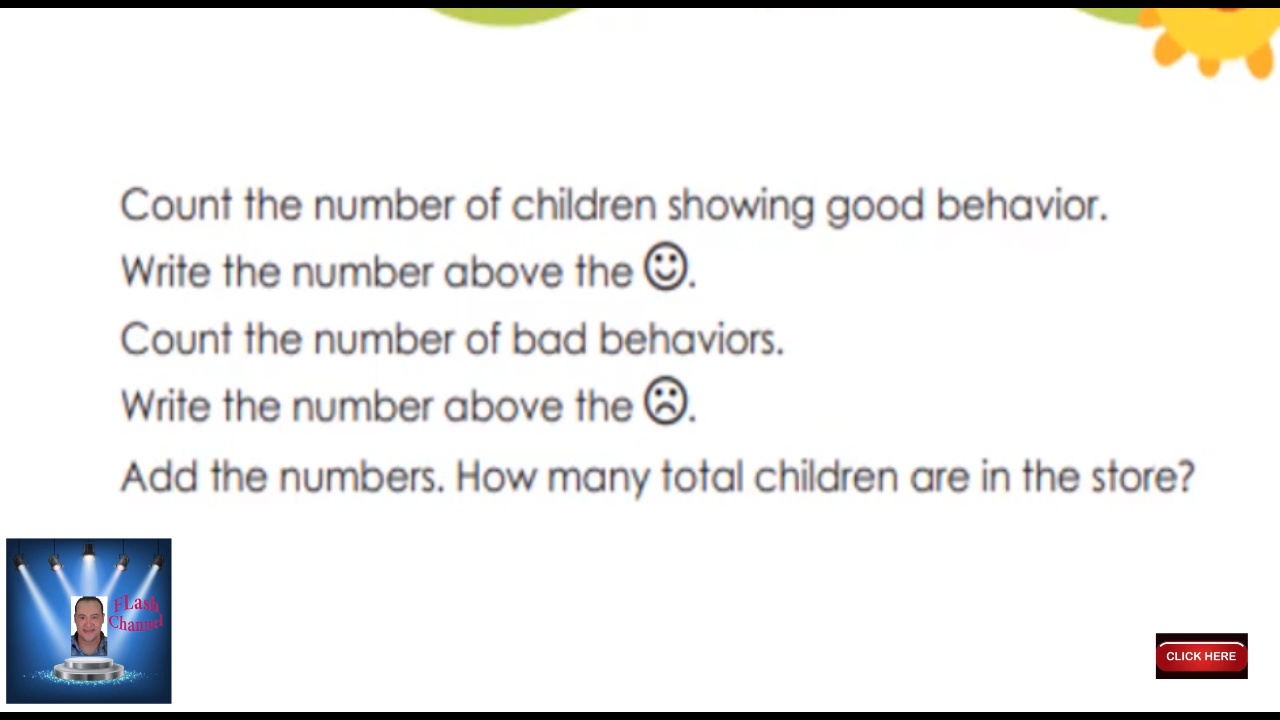 Count the number of children showing good behavior.
Write the number above the ☺.
Count the number of bad behaviors.
Write the number above the ☹.
Add the numbers. How many total children are in the store?
FLash
Channel
CLICK HERE